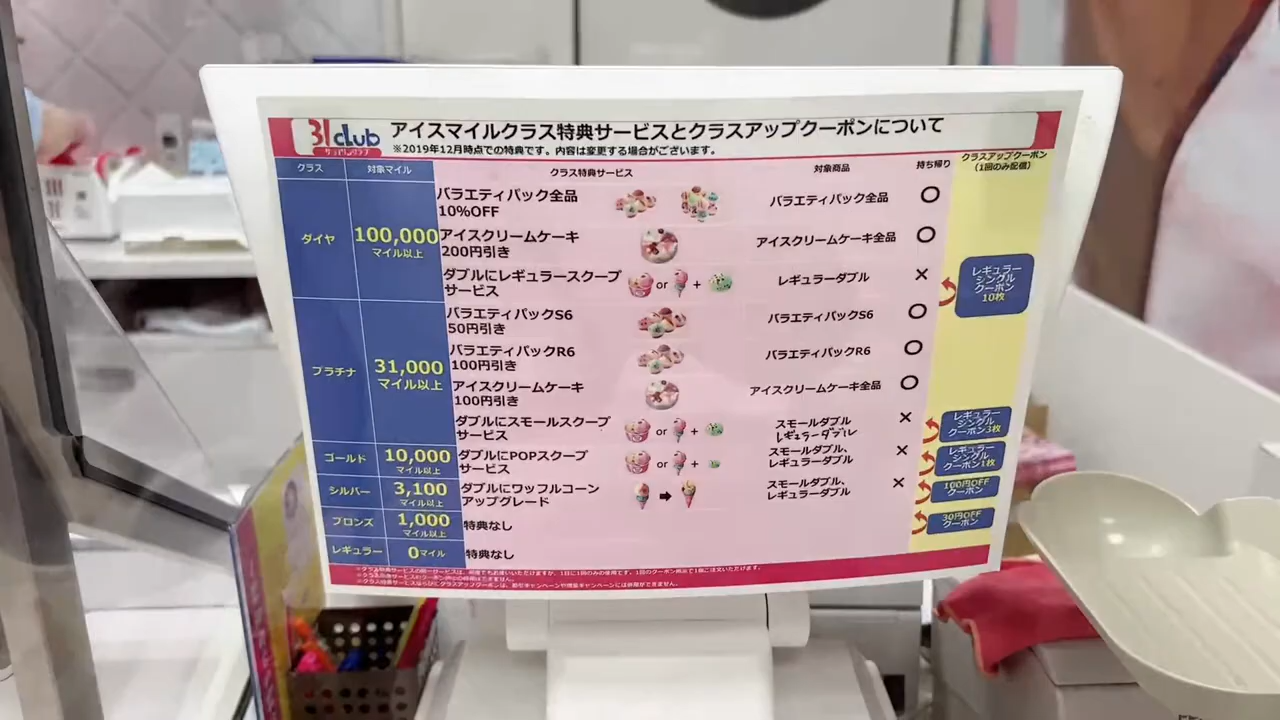 31club
サーティワンクラブ
アイスマイルクラス特典サービスとクラスアップクーポンについて
※2019年12月時点での特典です。内容は変更する場合がございます。
クラス 対象マイル クラス特典サービス 対象商品 持ち帰り
クラスアップクーポン
(1回のみ配信)
ダイヤ
100,000
マイル以上
バラエティパック全品
10%OFF
バラエティパック全品 ○
アイスクリームケーキ
200円引き
アイスクリームケーキ全品 ○
ダブルにレギュラースクープ
サービス
or +
レギュラーダブル ×
レギュラー
シングル
クーポン
10枚
プラチナ
31,000
マイル以上
バラエティパックS6
50円引き
バラエティパックS6 ○
バラエティパックR6
100円引き
バラエティパックR6 ○
アイスクリームケーキ
100円引き
アイスクリームケーキ全品 ○
ダブルにスモールスクープ
サービス
or +
スモールダブル
レギュラーダブル
×
レギュラー
シングル
クーポン3枚
ゴールド
10,000
マイル以上
ダブルにPOPスクープ
サービス
or +
スモールダブル、
レギュラーダブル
×
レギュラー
シングル
クーポン1枚
シルバー
3,100
マイル以上
ダブルにワッフルコーン
アップグレード
スモールダブル、
レギュラーダブル
×
100円OFF
クーポン
ブロンズ
1,000
マイル以上
特典なし
30円OFF
クーポン
レギュラー
0マイル
特典なし